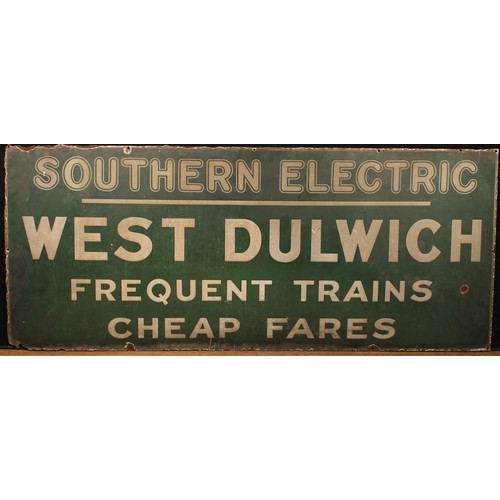 SOUTHERN ELECTRIC
WEST DULWICH
FREQUENT TRAINS
CHEAP FARES